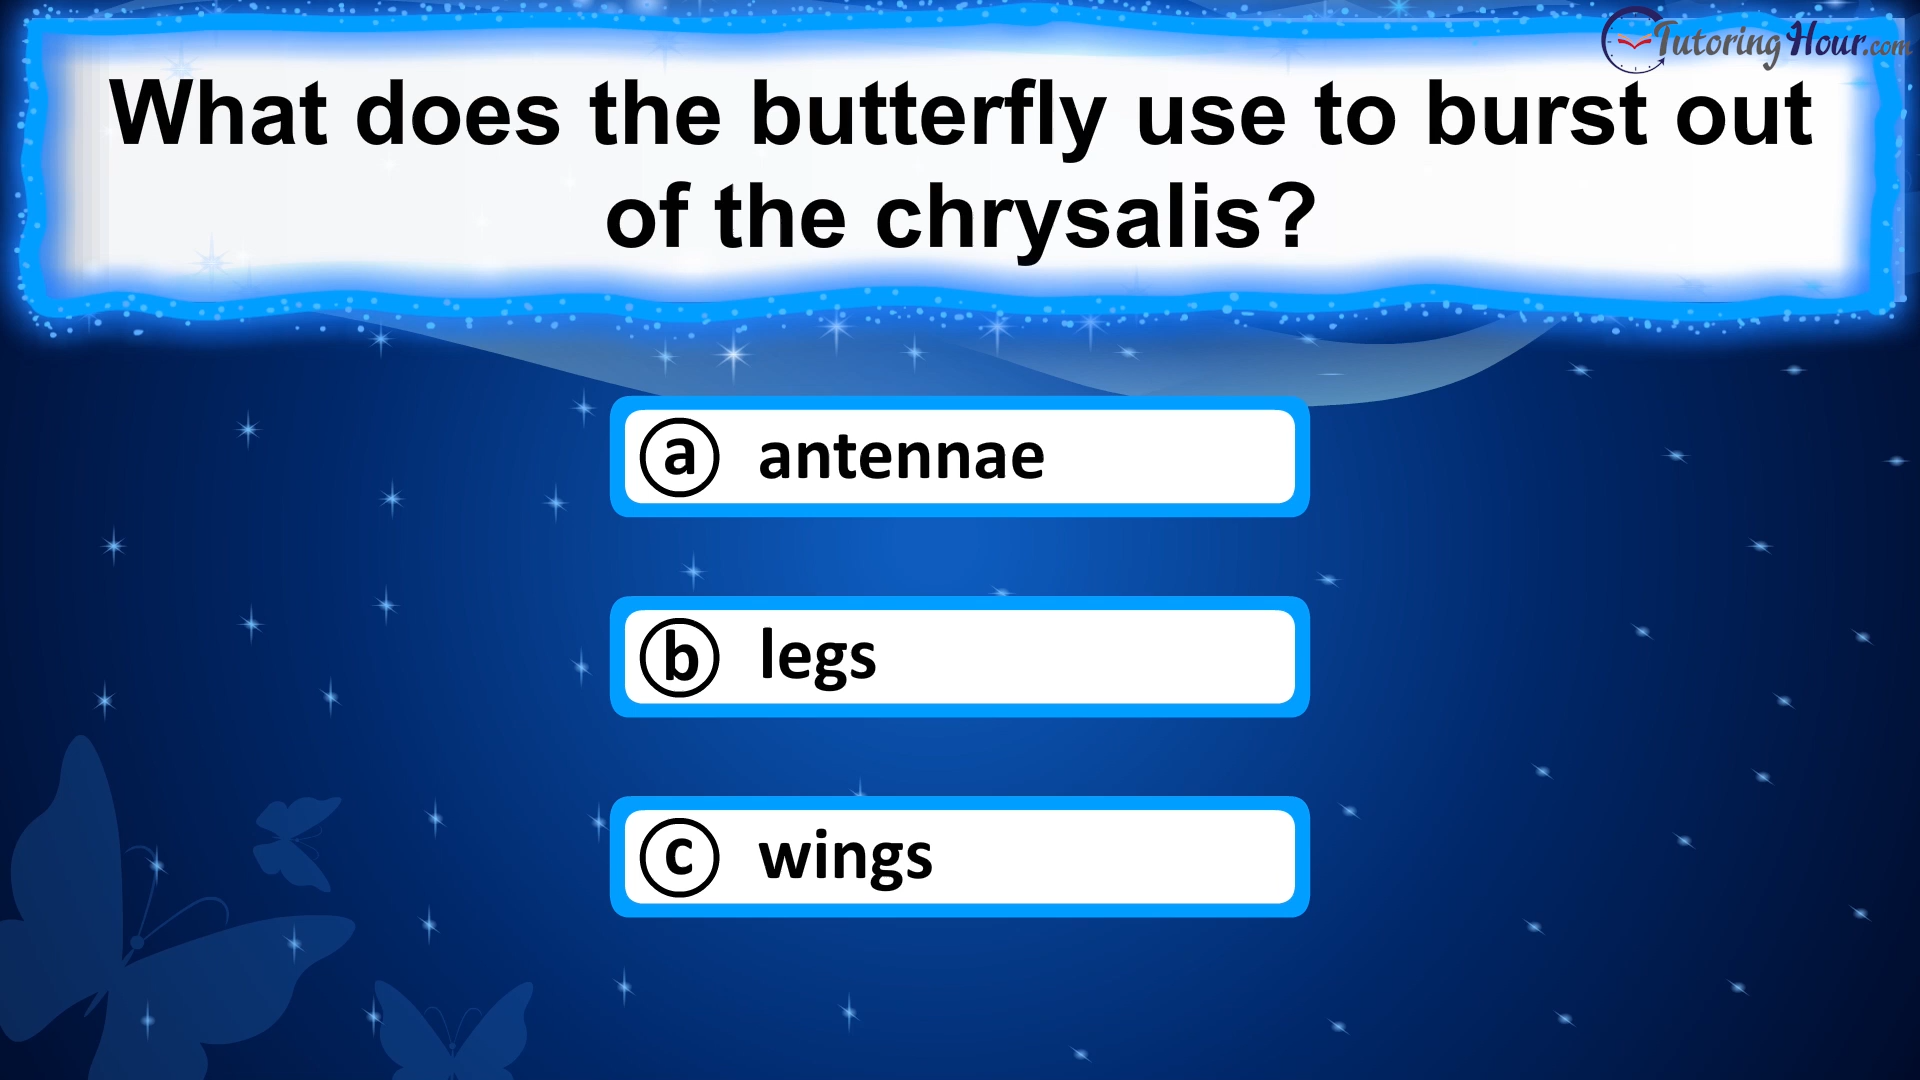 TutoringHour.com
What does the butterfly use to burst out
of the chrysalis?
a antennae
b legs
c wings